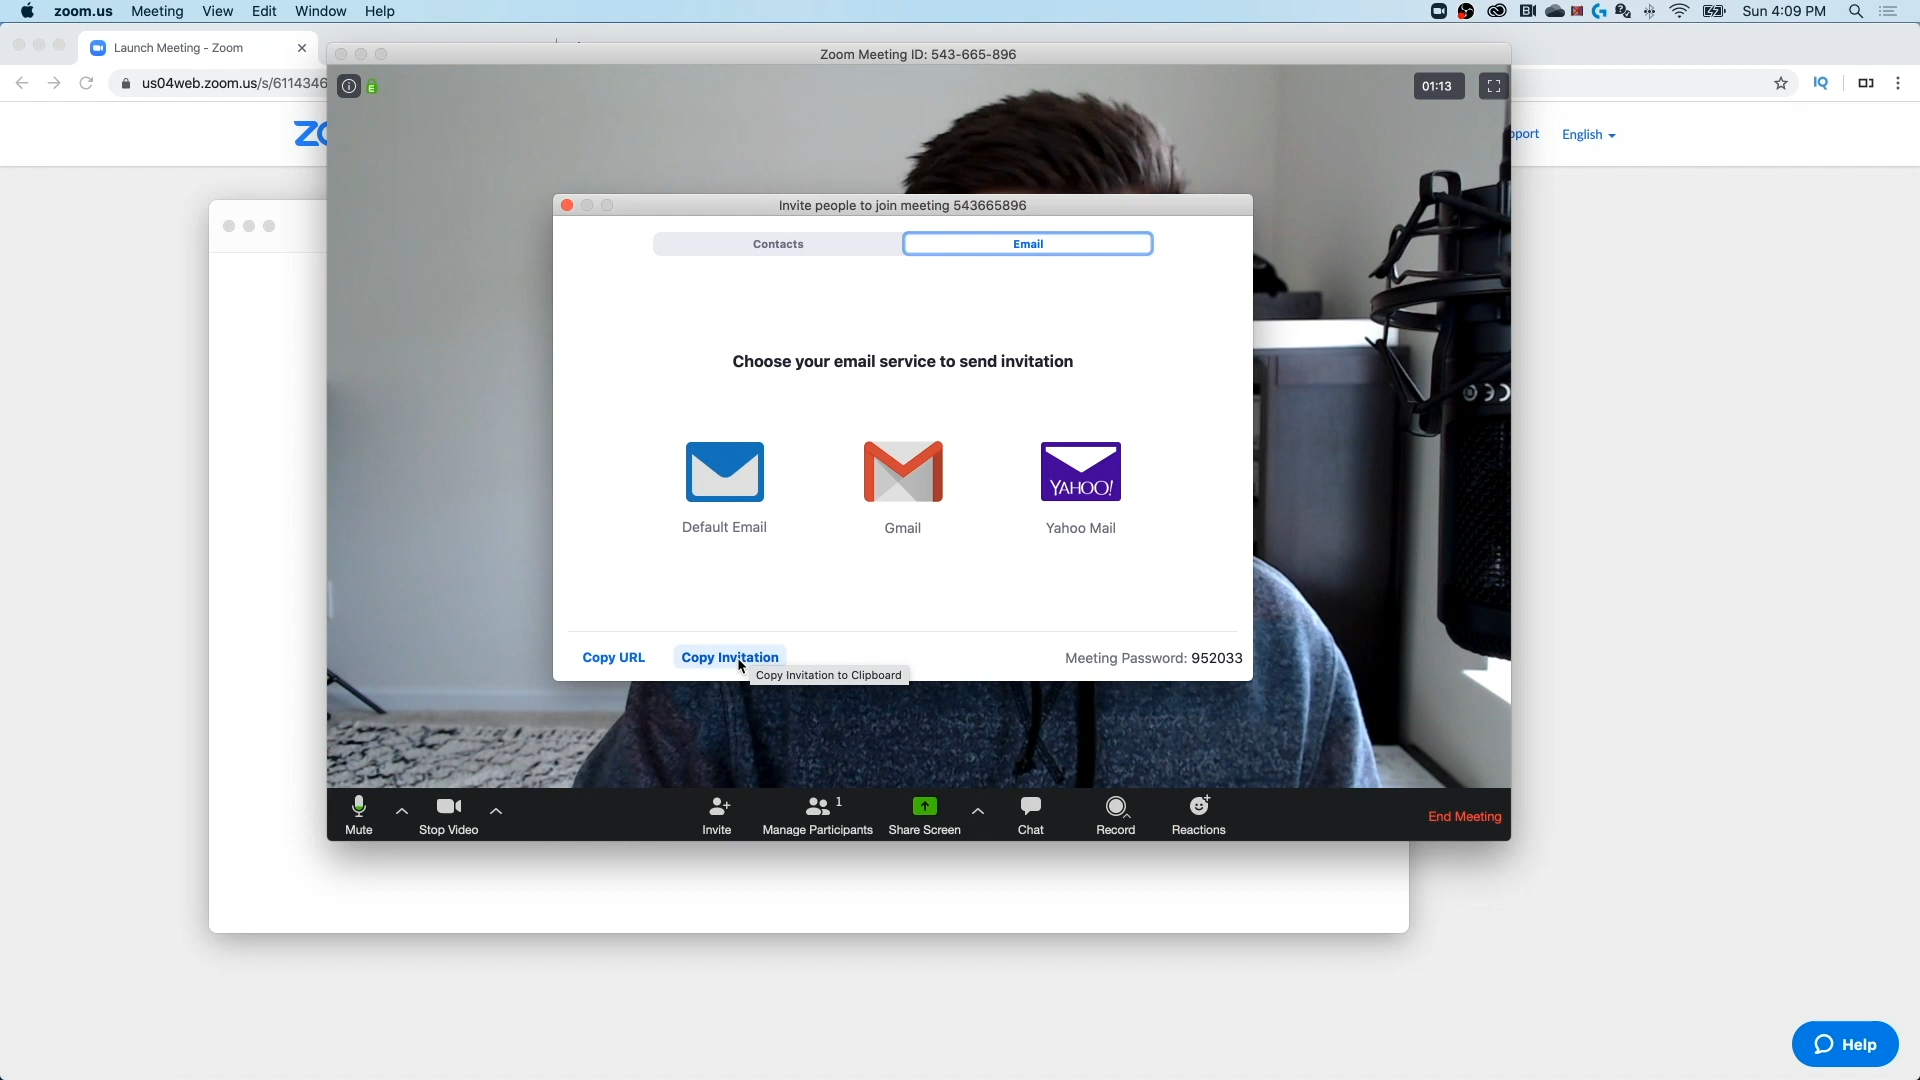 zoom.us Meeting View Edit Window Help
Sun 4:09 PM
Launch Meeting - Zoom
Zoom Meeting ID: 543-665-896
us04web.zoom.us/s/6114346
IQ
01:13
English
Invite people to join meeting 543665896
Contacts Email
Choose your email service to send invitation
YAHOO!
Default Email Gmail Yahoo Mail
Copy URL Copy Invitation Meeting Password: 952033
Copy Invitation to Clipboard
1
Mute Stop Video Invite Manage Participants Share Screen Chat Record Reactions End Meeting
Help